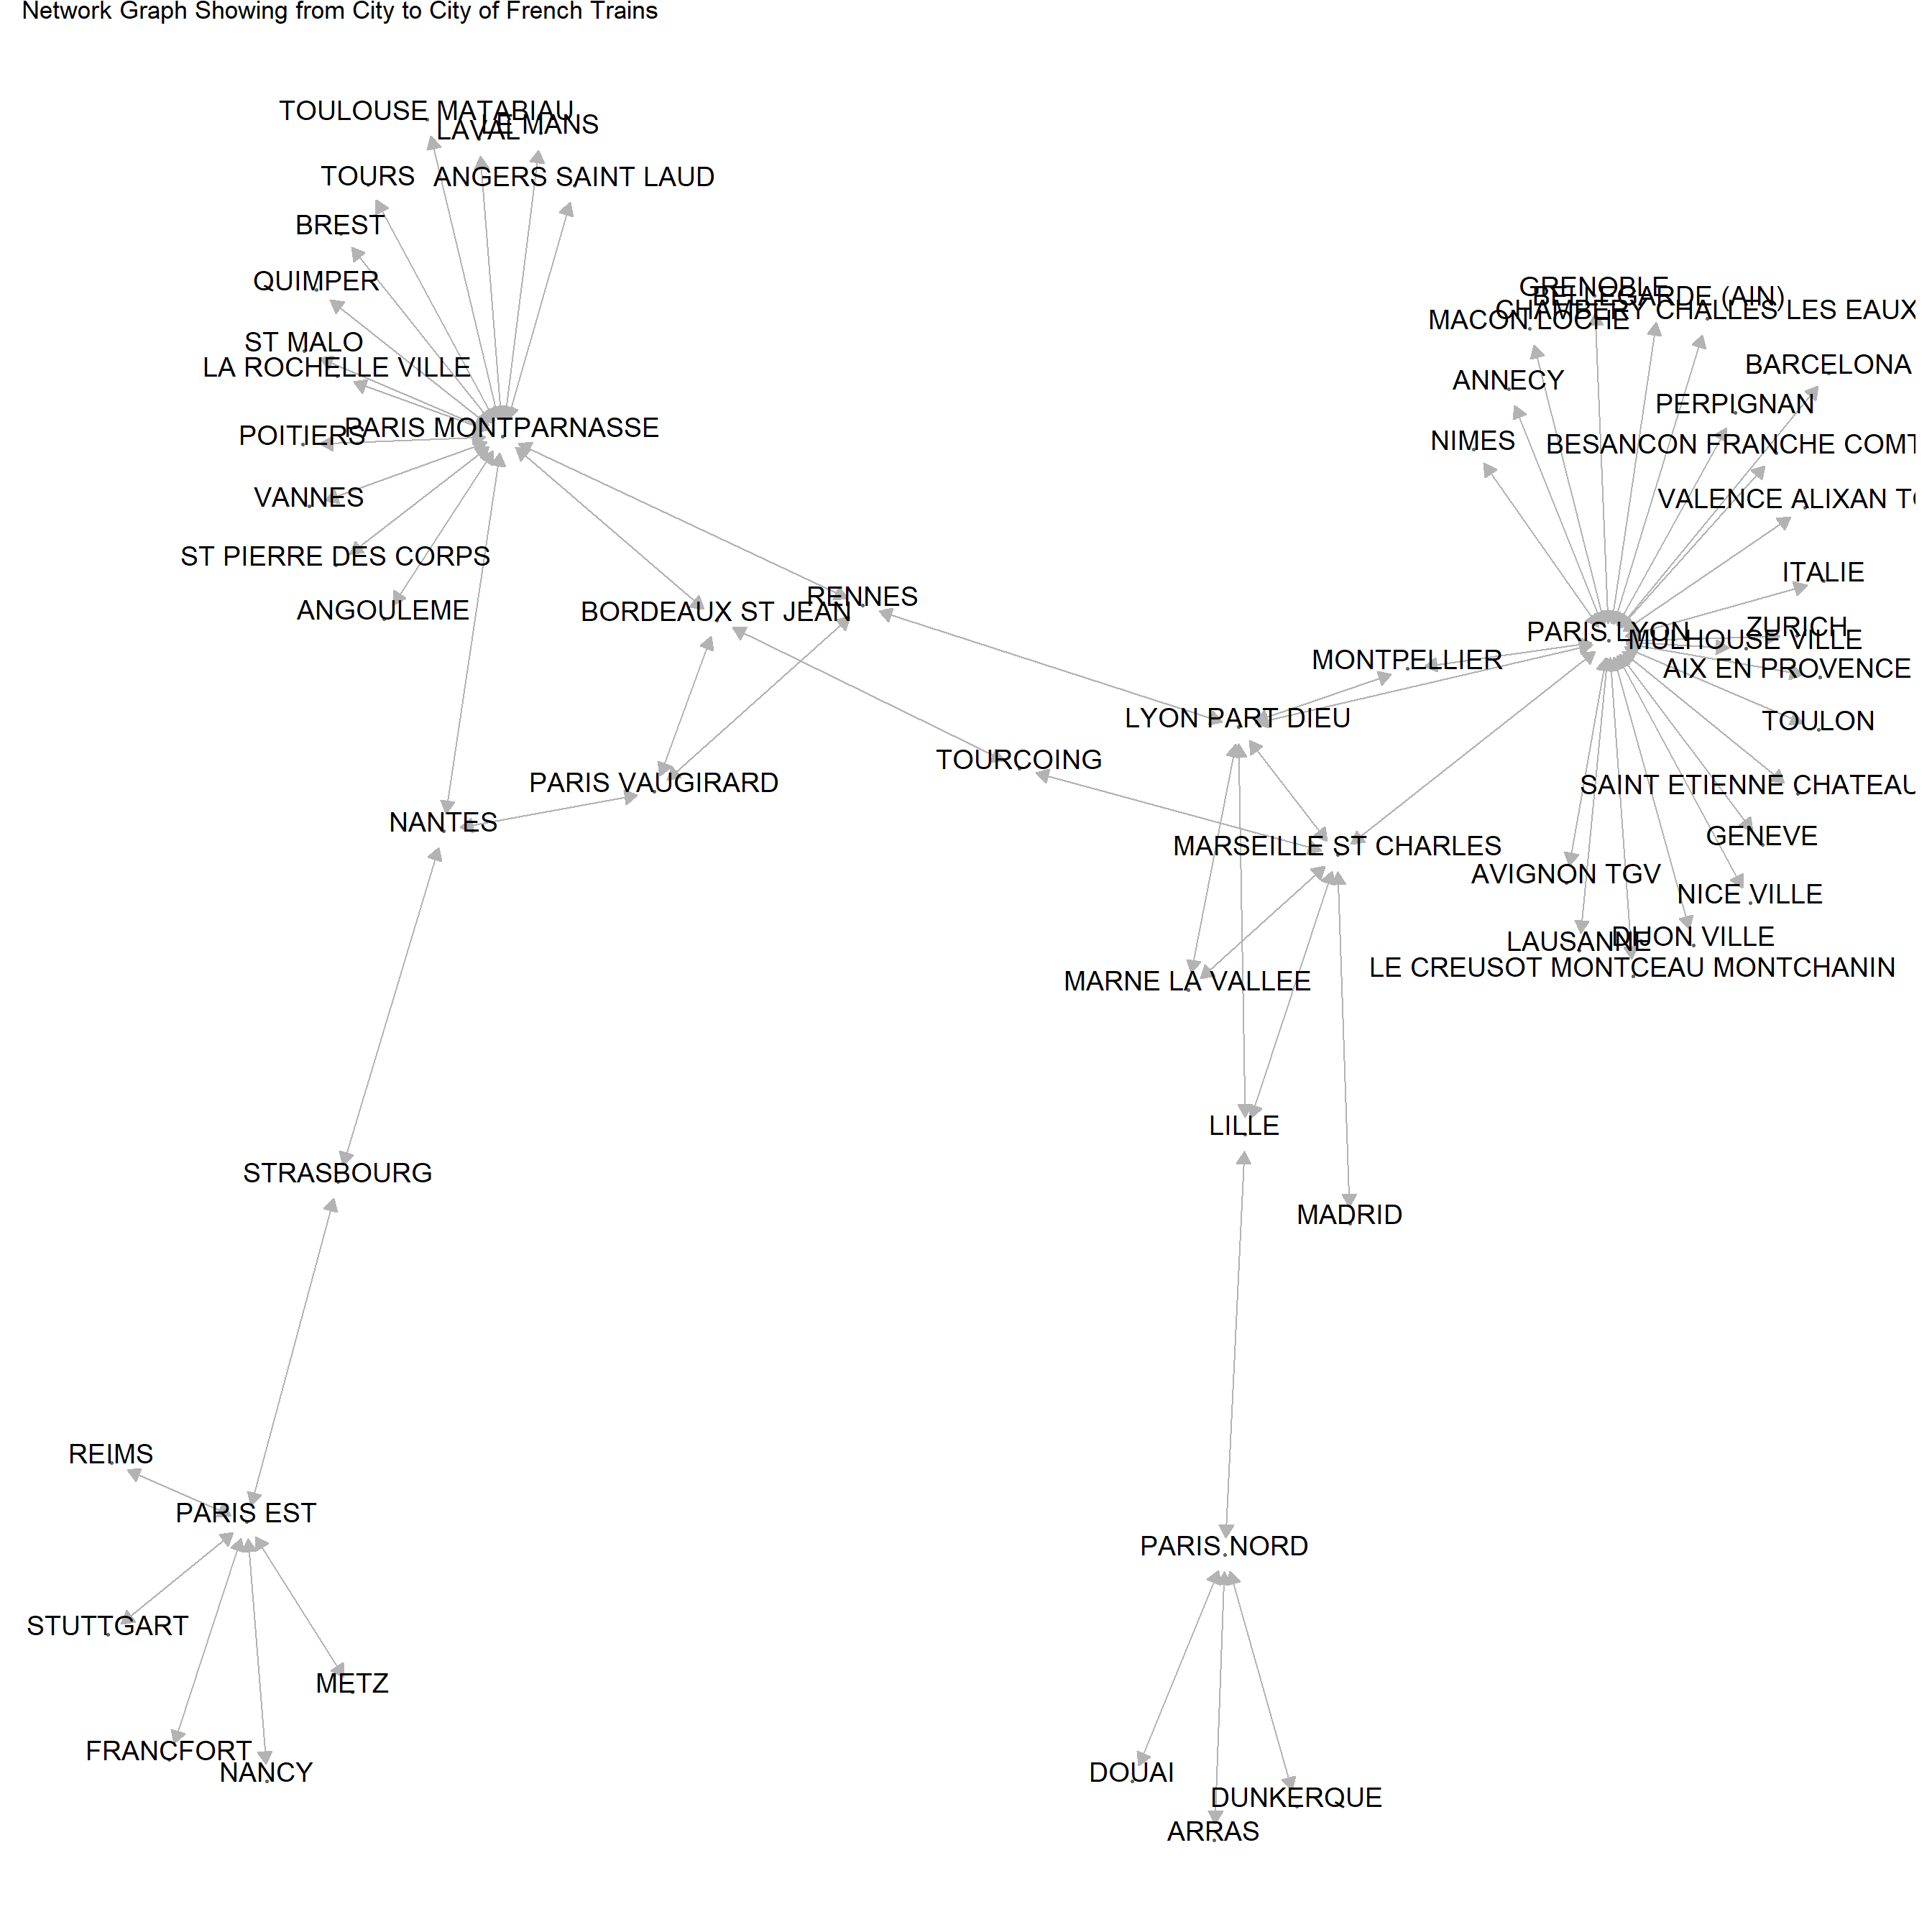 Network Graph Showing from City to City of French Trains
TOULOUSE MATABIAU
LE MANS
LAVAL
TOURS
ANGERS SAINT LAUD
BREST
QUIMPER
GRENOBLE
BELLEGARDE (AIN)
CHAMBERY CHALLES LES EAUX
MACON LOCHE
ST MALO
LA ROCHELLE VILLE
BARCELONA
ANNECY
PERPIGNAN
PARIS MONTPARNASSE
POITIERS
NIMES
BESANCON FRANCHE COMT
VANNES
VALENCE ALIXAN TG
ST PIERRE DES CORPS
ITALIE
RENNES
ANGOULEME
BORDEAUX ST JEAN
ZURICH
PARIS LYON
MULHOUSE VILLE
MONTPELLIER
AIX EN PROVENCE
LYON PART DIEU
TOULON
TOURCOING
PARIS VAUGIRARD
SAINT ETIENNE CHATEAU
NANTES
GENEVE
MARSEILLE ST CHARLES
AVIGNON TGV
NICE VILLE
DIJON VILLE
LAUSANNE
LE CREUSOT MONTCEAU MONTCHANIN
MARNE LA VALLEE
LILLE
STRASBOURG
MADRID
REIMS
PARIS EST
PARIS NORD
STUTTGART
METZ
FRANCFORT
NANCY
DOUAI
DUNKERQUE
ARRAS